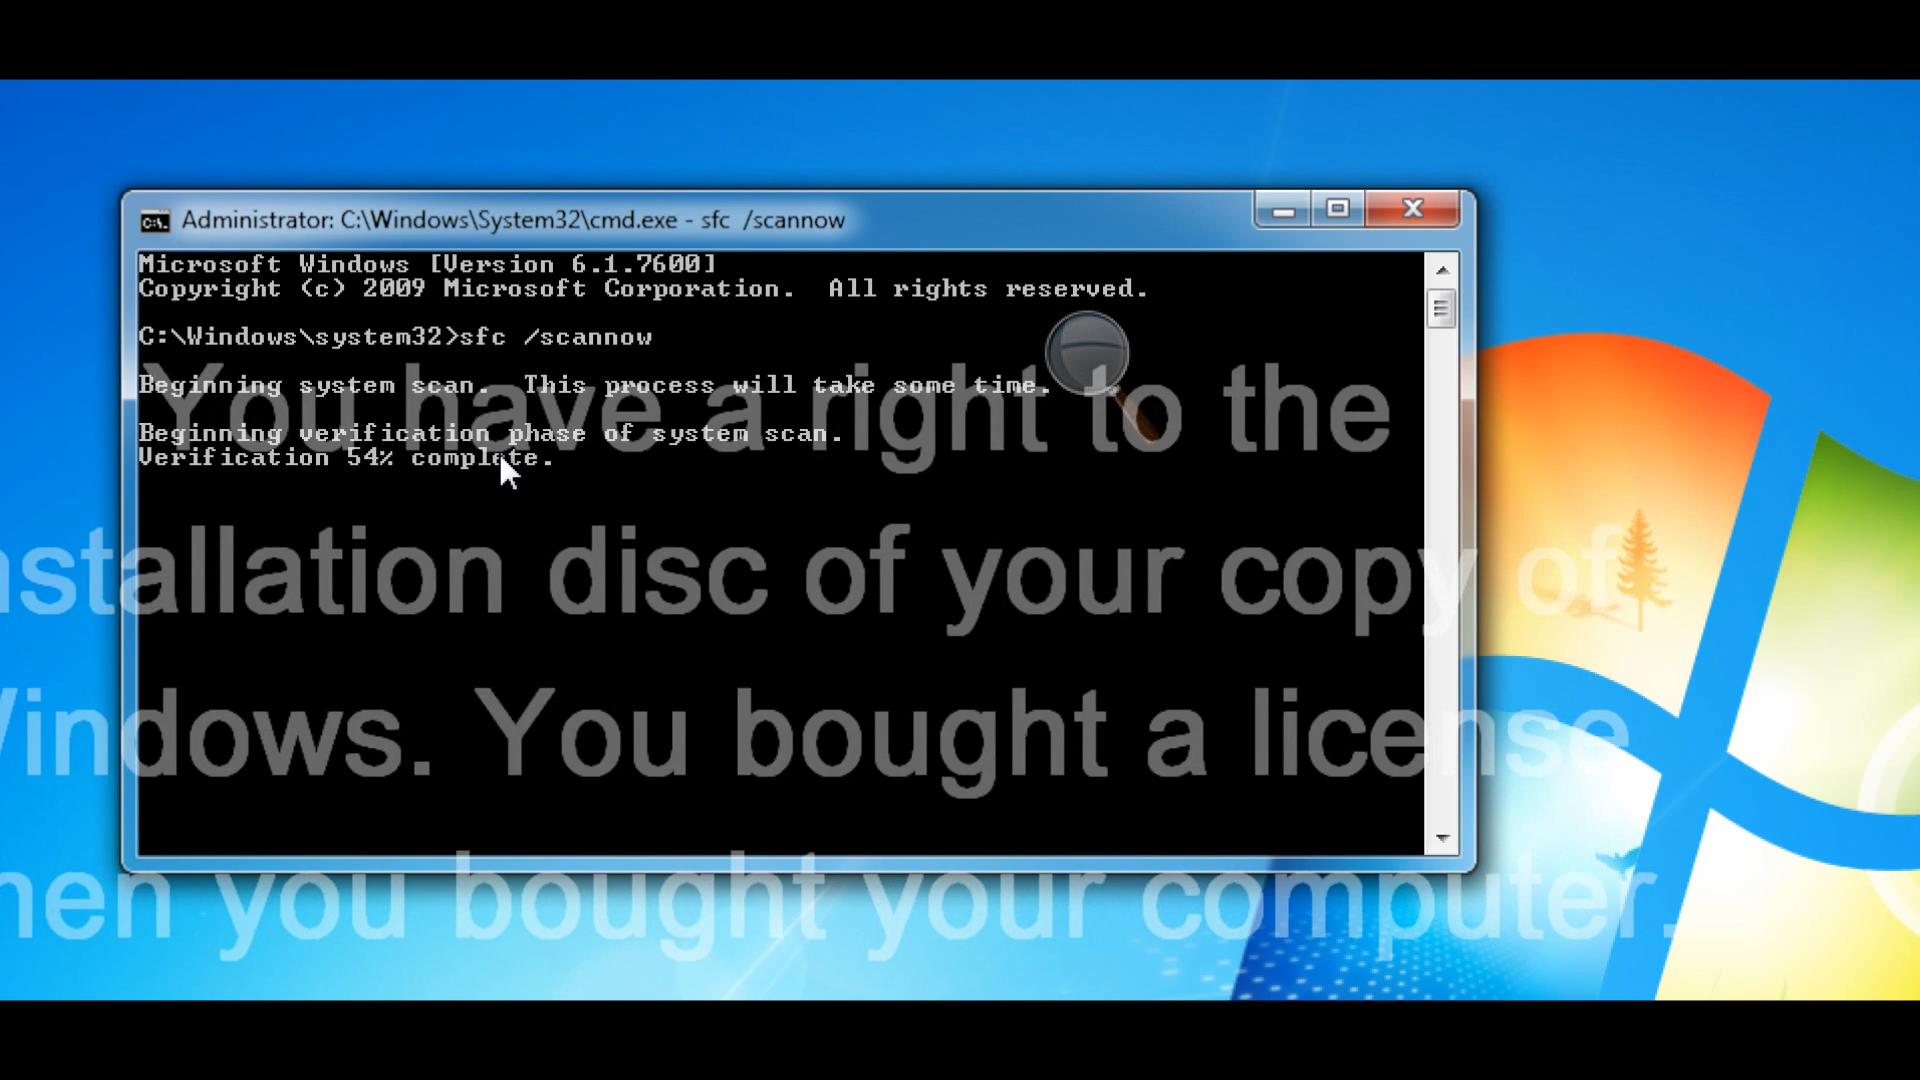 Administrator: C:\Windows\System32\cmd.exe - sfc /scannow
Microsoft Windows [Version 6.1.7600]
Copyright (c) 2009 Microsoft Corporation.  All rights reserved.
C:\Windows\system32>sfc /scannow
Beginning system scan.  This process will take some time.
Beginning verification phase of system scan.
Verification 54% complete.
You have a right to the
nstallation disc of your copy of
Windows. You bought a license
hen you bought your computer.